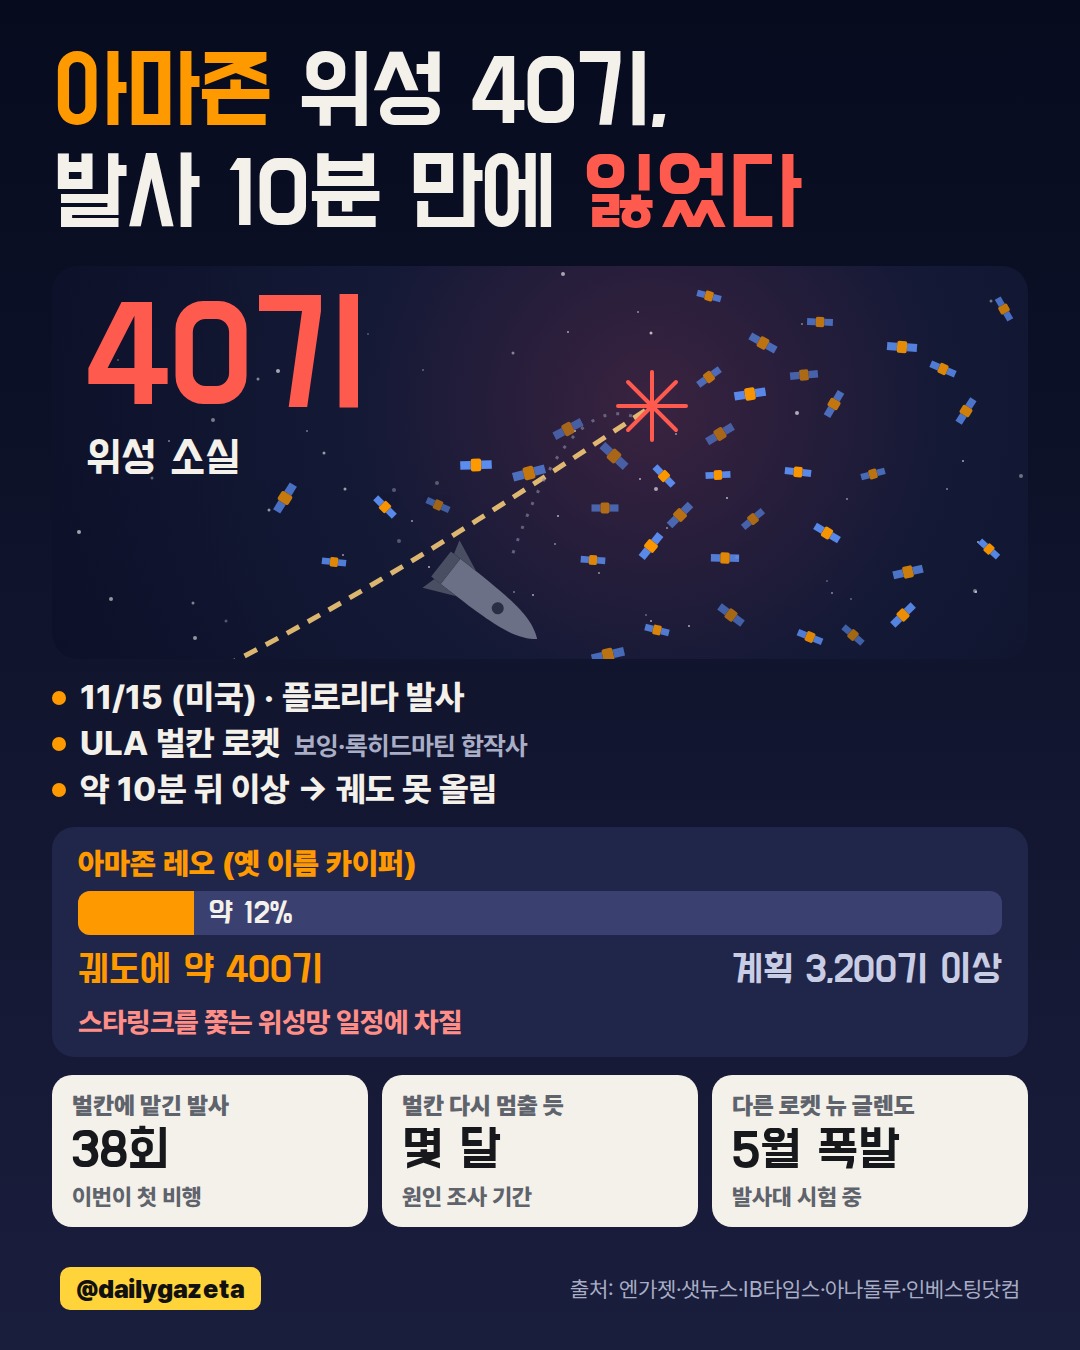 아마존 위성 40기,
발사 10분 만에 잃었다
40기
위성 소실
11/15 (미국) · 플로리다 발사
ULA 벌칸 로켓 보잉·록히드마틴 합작사
약 10분 뒤 이상 → 궤도 못 올림
아마존 레오 (옛 이름 카이퍼)
약 12%
궤도에 약 400기
계획 3,200기 이상
스타링크를 쫓는 위성망 일정에 차질
벌칸에 맡긴 발사
38회
이번이 첫 비행
벌칸 다시 멈출 듯
몇 달
원인 조사 기간
다른 로켓 뉴 글렌도
5월 폭발
발사대 시험 중
@dailygazeta
출처: 엔가젯·샛뉴스·IB타임스·아나돌루·인베스팅닷컴